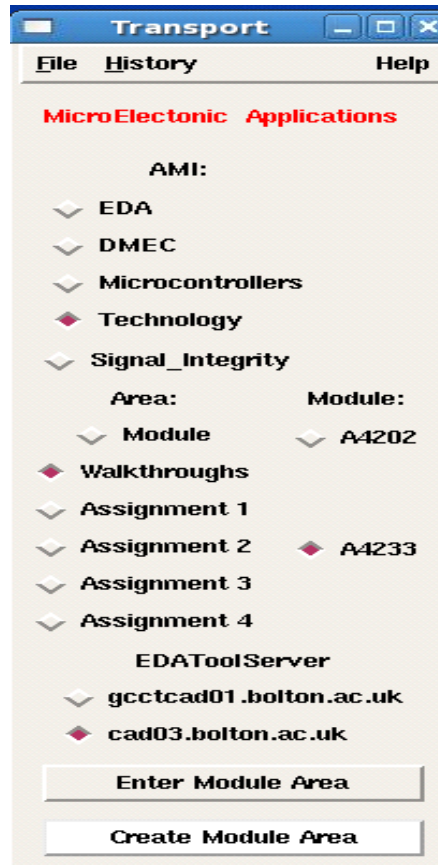 Transport
File History Help
MicroElectonic Applications
AMI:
EDA
DMEC
Microcontrollers
Technology
Signal_Integrity
Area: Module:
Module A4202
Walkthroughs
Assignment 1
Assignment 2 A4233
Assignment 3
Assignment 4
EDAToolServer
gcctcad01.bolton.ac.uk
cad03.bolton.ac.uk
Enter Module Area
Create Module Area